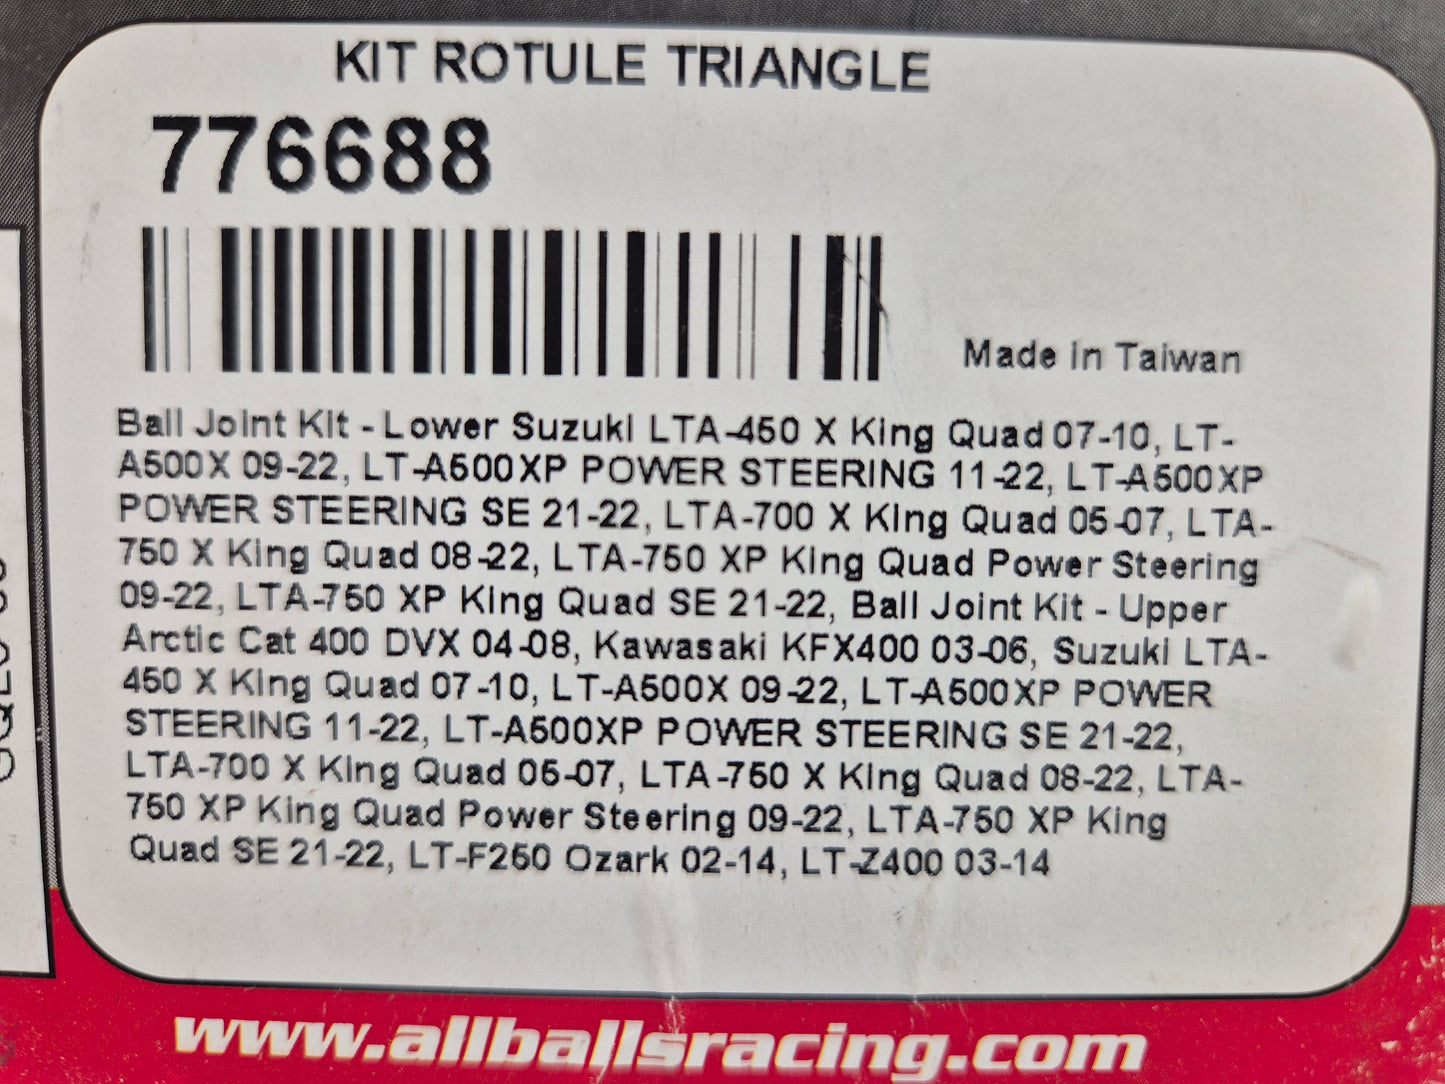 KIT ROTULE TRIANGLE
776688
Made in Taiwan
Ball Joint Kit - Lower Suzuki LTA-450 X King Quad 07-10, LT-
A500X 09-22, LT-A500XP POWER STEERING 11-22, LT-A500XP
POWER STEERING SE 21-22, LTA-700 X King Quad 05-07, LTA-
750 X King Quad 08-22, LTA-750 XP King Quad Power Steering
09-22, LTA-750 XP King Quad SE 21-22, Ball Joint Kit - Upper
Arctic Cat 400 DVX 04-08, Kawasaki KFX400 03-06, Suzuki LTA-
450 X King Quad 07-10, LT-A500X 09-22, LT-A500XP POWER
STEERING 11-22, LT-A500XP POWER STEERING SE 21-22,
LTA-700 X King Quad 05-07, LTA-750 X King Quad 08-22, LTA-
750 XP King Quad Power Steering 09-22, LTA-750 XP King
Quad SE 21-22, LT-F250 Ozark 02-14, LT-Z400 03-14
www.allballsracing.com